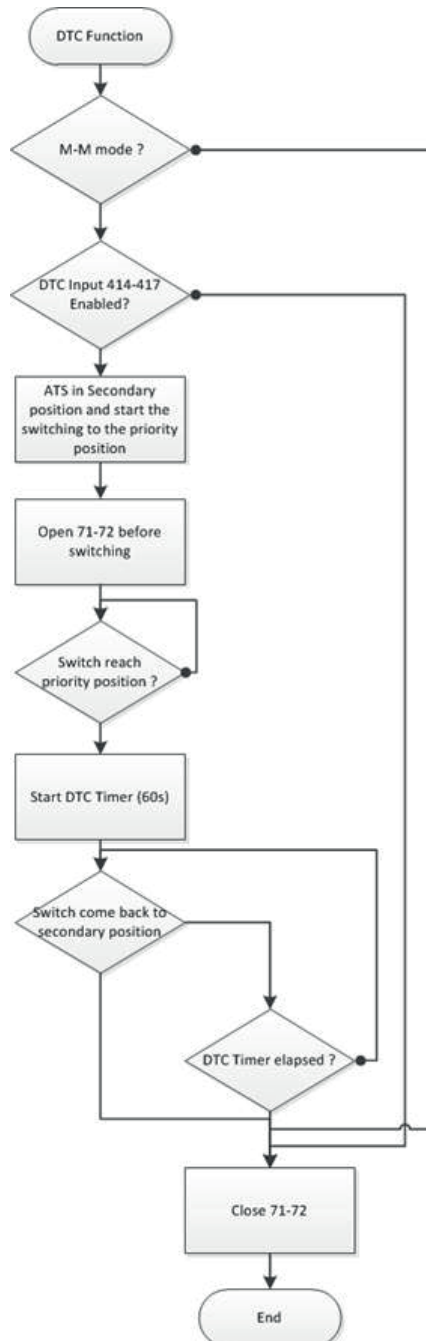 DTC Function
M-M mode ?
DTC Input 414-417
Enabled?
ATS in Secondary
position and start the
switching to the priority
position
Open 71-72 before
switching
Switch reach
priority position ?
Start DTC Timer (60s)
Switch come back to
secondary position
DTC Timer elapsed ?
Close 71-72
End